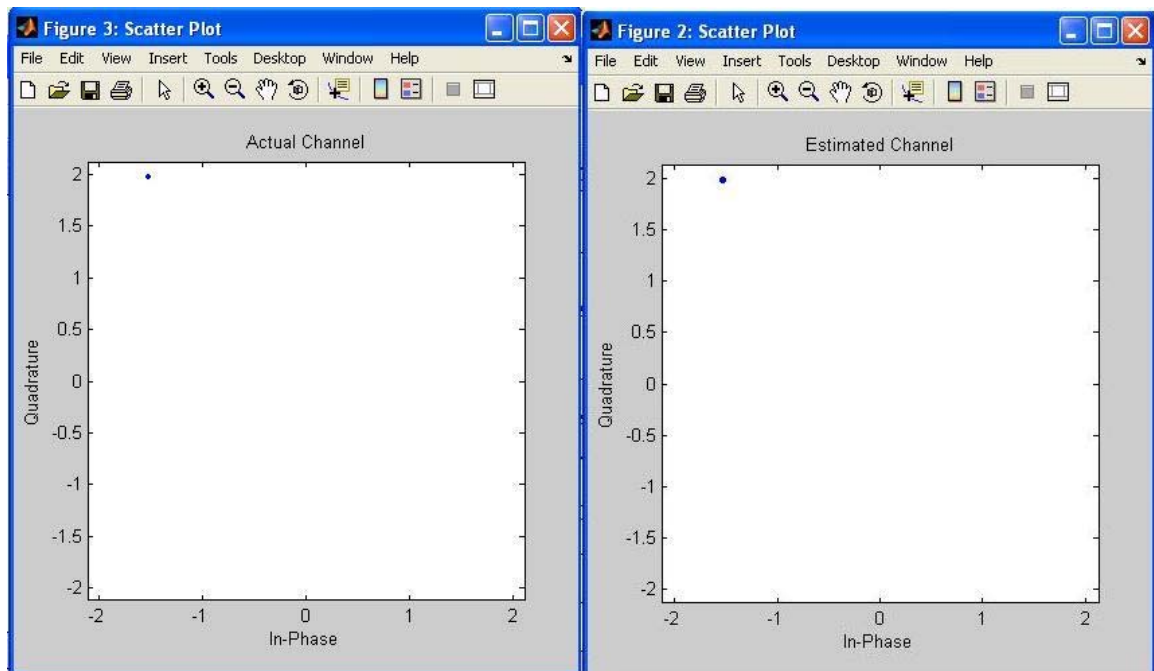 Figure 3: Scatter Plot
File Edit View Insert Tools Desktop Window Help
Actual Channel
2
1.5
1
0.5
0
-0.5
-1
-1.5
-2
Quadrature
-2 -1 0 1 2
In-Phase
Figure 2: Scatter Plot
File Edit View Insert Tools Desktop Window Help
Estimated Channel
2
1.5
1
0.5
0
-0.5
-1
-1.5
-2
Quadrature
-2 -1 0 1 2
In-Phase